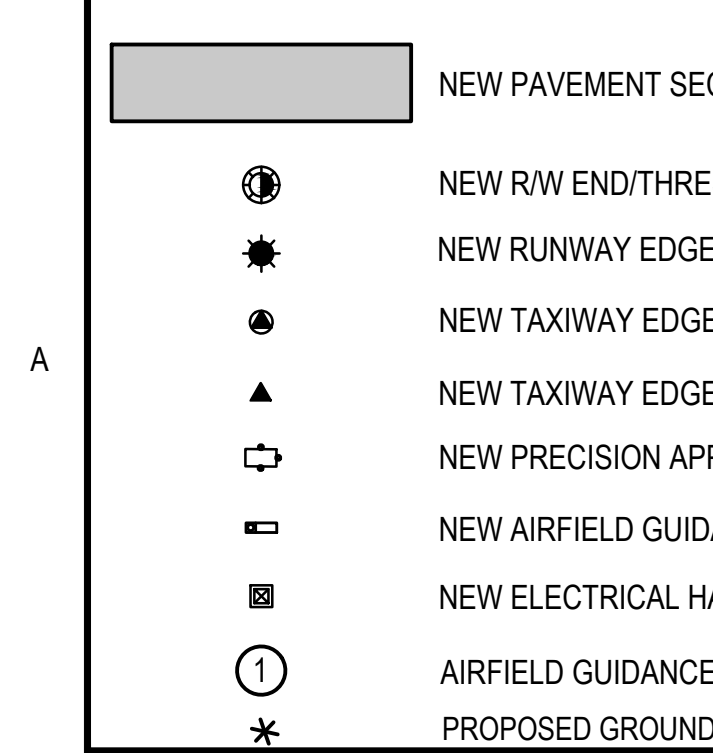 NEW PAVEMENT SEC
NEW R/W END/THRE
NEW RUNWAY EDGE
NEW TAXIWAY EDGE
A
NEW TAXIWAY EDGE
NEW PRECISION APP
NEW AIRFIELD GUIDA
NEW ELECTRICAL HA
1 AIRFIELD GUIDANCE
PROPOSED GROUND